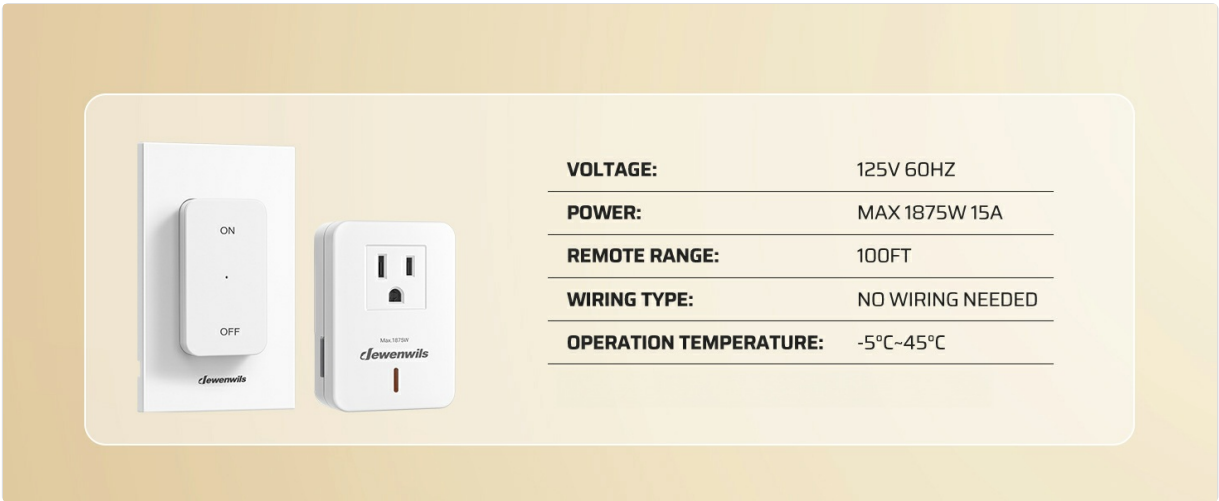 ON
OFF
dewenwils
Max.1875W
dewenwils
VOLTAGE: 125V 60HZ
POWER: MAX 1875W 15A
REMOTE RANGE: 100FT
WIRING TYPE: NO WIRING NEEDED
OPERATION TEMPERATURE: -5°C~45°C